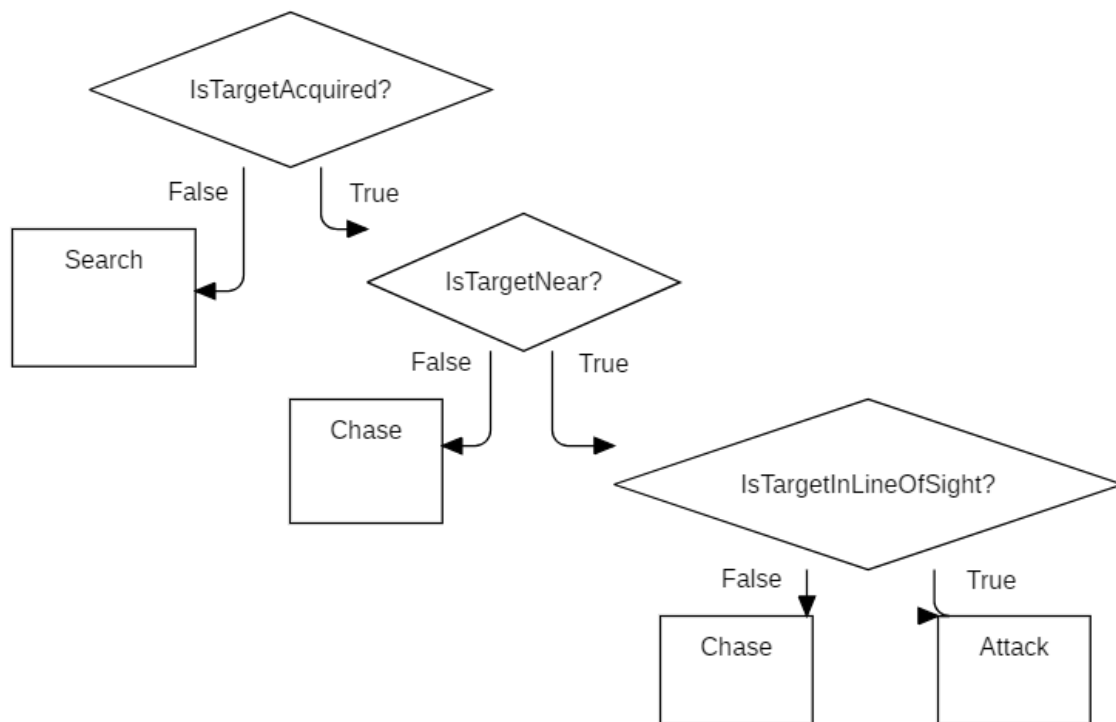 IsTargetAcquired?
False
True
Search
IsTargetNear?
False
True
Chase
IsTargetInLineOfSight?
False
True
Chase
Attack